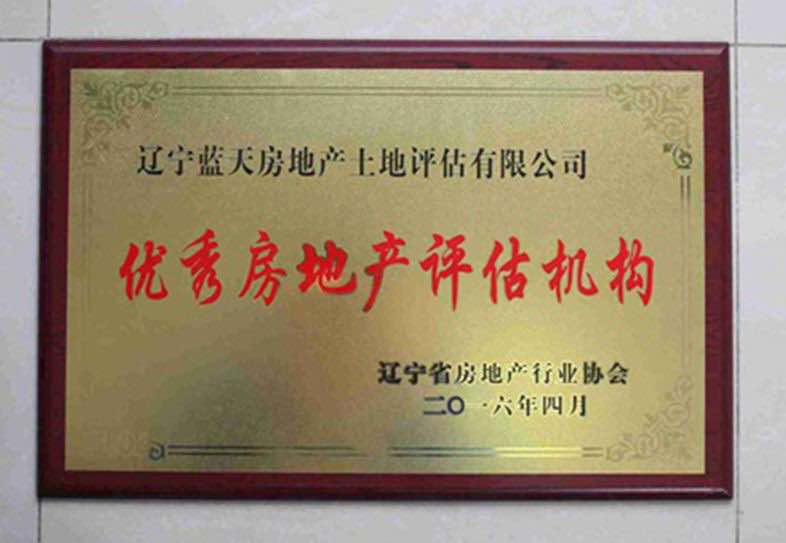 辽宁蓝天房地产土地评估有限公司
优秀房地产评估机构
辽宁省房地产行业协会
二〇一六年四月